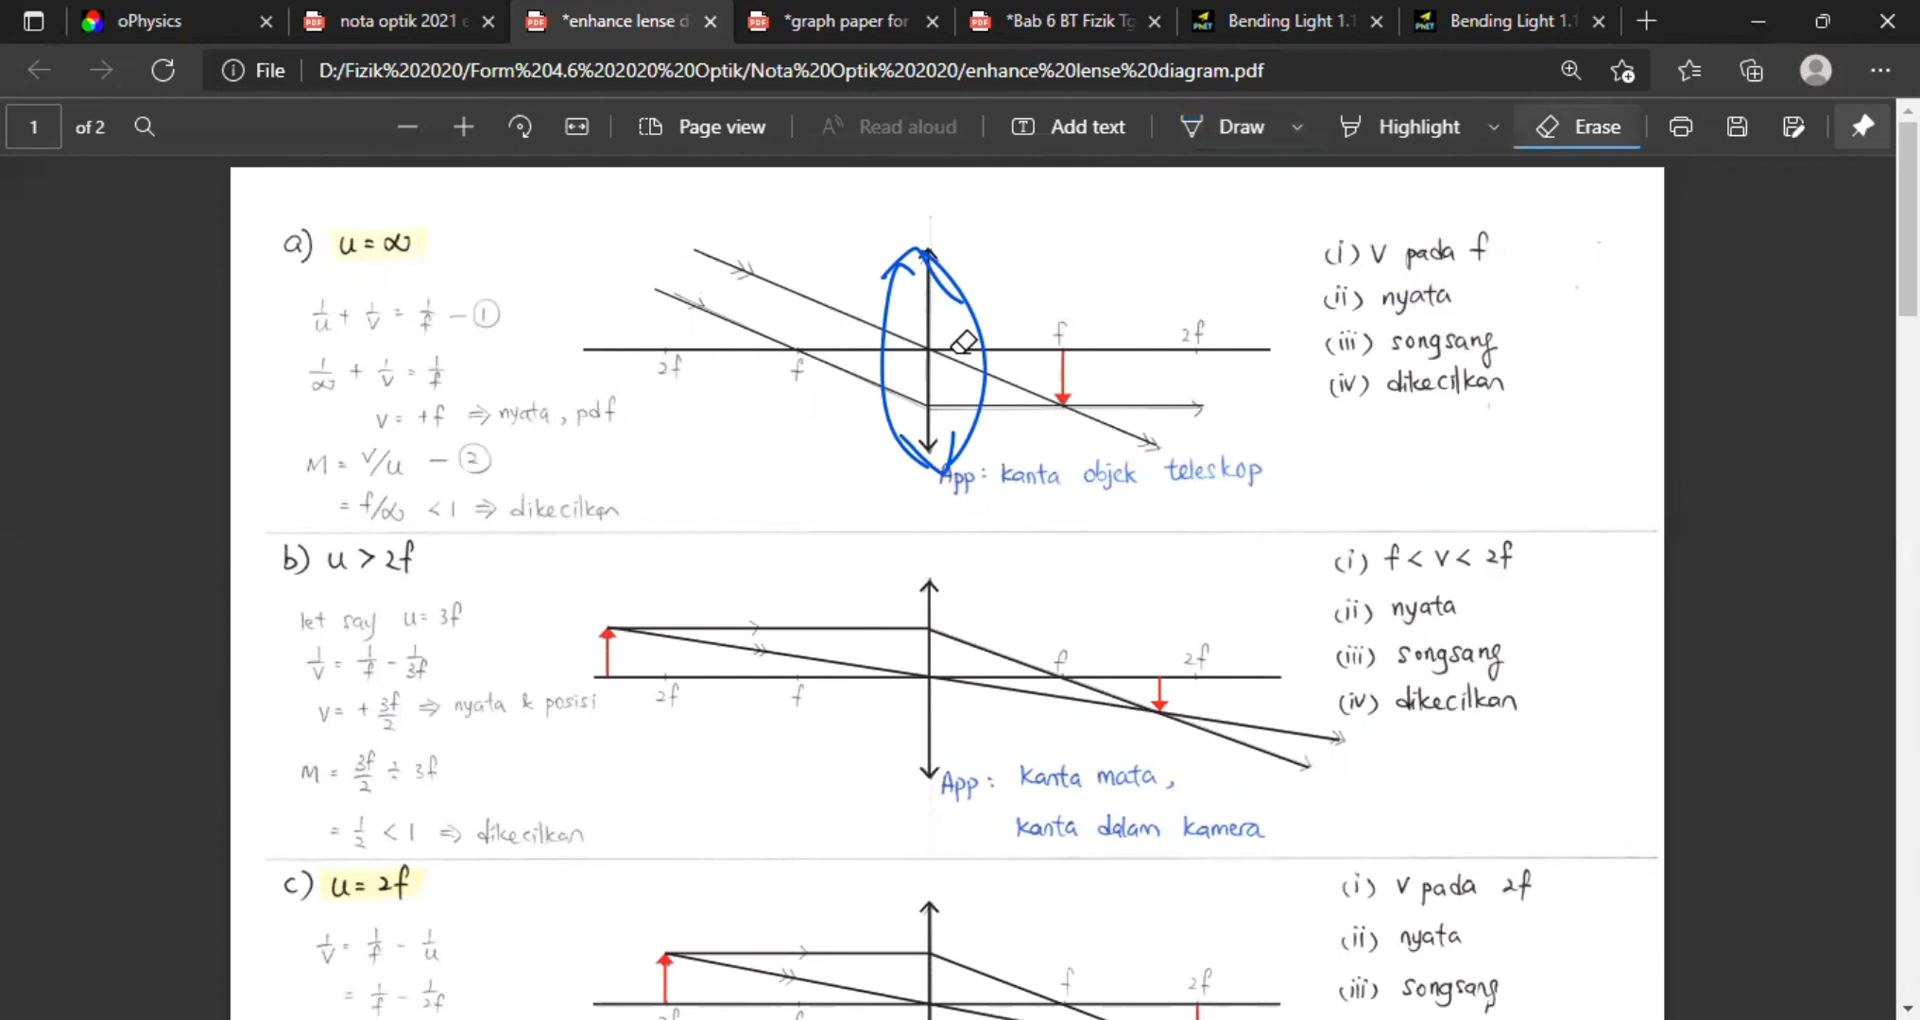 oPhysics
nota optik 2021 e
*enhance lense d
*graph paper for
*Bab 6 BT Fizik Tg
Bending Light 1.1
Bending Light 1.1
File
D:/Fizik%202020/Form%204.6%202020%20Optik/Nota%20Optik%202020/enhance%20lense%20diagram.pdf
1 of 2
Page view
Read aloud
Add text
Draw
Highlight
Erase
a) u = ∞
1/u + 1/v = 1/f – ①
1/∞ + 1/v = 1/f
v = +f ⇒ nyata, pdf
M = v/u – ②
= f/∞ < 1 ⇒ dikecilkan
2f
f
f
2f
App: kanta objek teleskop
(i) V pada f
(ii) nyata
(iii) songsang
(iv) dikecilkan
b) u > 2f
let say u = 3f
1/v = 1/f - 1/3f
v = + 3f/2 ⇒ nyata & posisi
M = 3f/2 ÷ 3f
= 1/2 < 1 ⇒ dikecilkan
2f
f
f
2f
App: Kanta mata,
kanta dalam kamera
(i) f < v < 2f
(ii) nyata
(iii) songsang
(iv) dikecilkan
c) u = 2f
1/v = 1/f - 1/u
= 1/f - 1/2f
f
2f
(i) V pada 2f
(ii) nyata
(iii) songsang